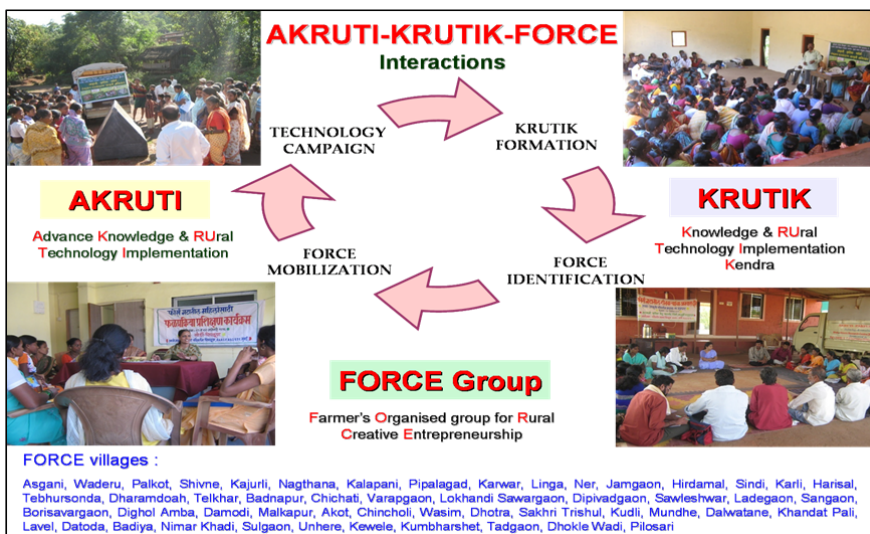 AKRUTI-KRUTIK-FORCE
Interactions
TECHNOLOGY
CAMPAIGN
KRUTIK
FORMATION
AKRUTI
Advance Knowledge & RUral
Technology Implementation
KRUTIK
Knowledge & RUral
Technology Implementation
Kendra
FORCE
MOBILIZATION
FORCE
IDENTIFICATION
प्रशिक्षण कार्यक्रम
FORCE Group
Farmer's Organised group for Rural
Creative Entrepreneurship
FORCE villages :
Asgani, Waderu, Palkot, Shivne, Kajurli, Nagthana, Kalapani, Pipalagad, Karwar, Linga, Ner, Jamgaon, Hirdamal, Sindi, Karli, Harisal,
Tebhursonda, Dharamdoah, Telkhar, Badnapur, Chichati, Varapgaon, Lokhandi Sawargaon, Dipivadgaon, Sawleshwar, Ladegaon, Sangaon,
Borisavargaon, Dighol Amba, Damodi, Malkapur, Akot, Chincholi, Wasim, Dhotra, Sakhri Trishul, Kudli, Mundhe, Dalwatane, Khandat Pali,
Lavel, Datoda, Badiya, Nimar Khadi, Sulgaon, Unhere, Kewele, Kumbharshet, Tadgaon, Dhokle Wadi, Pilosari